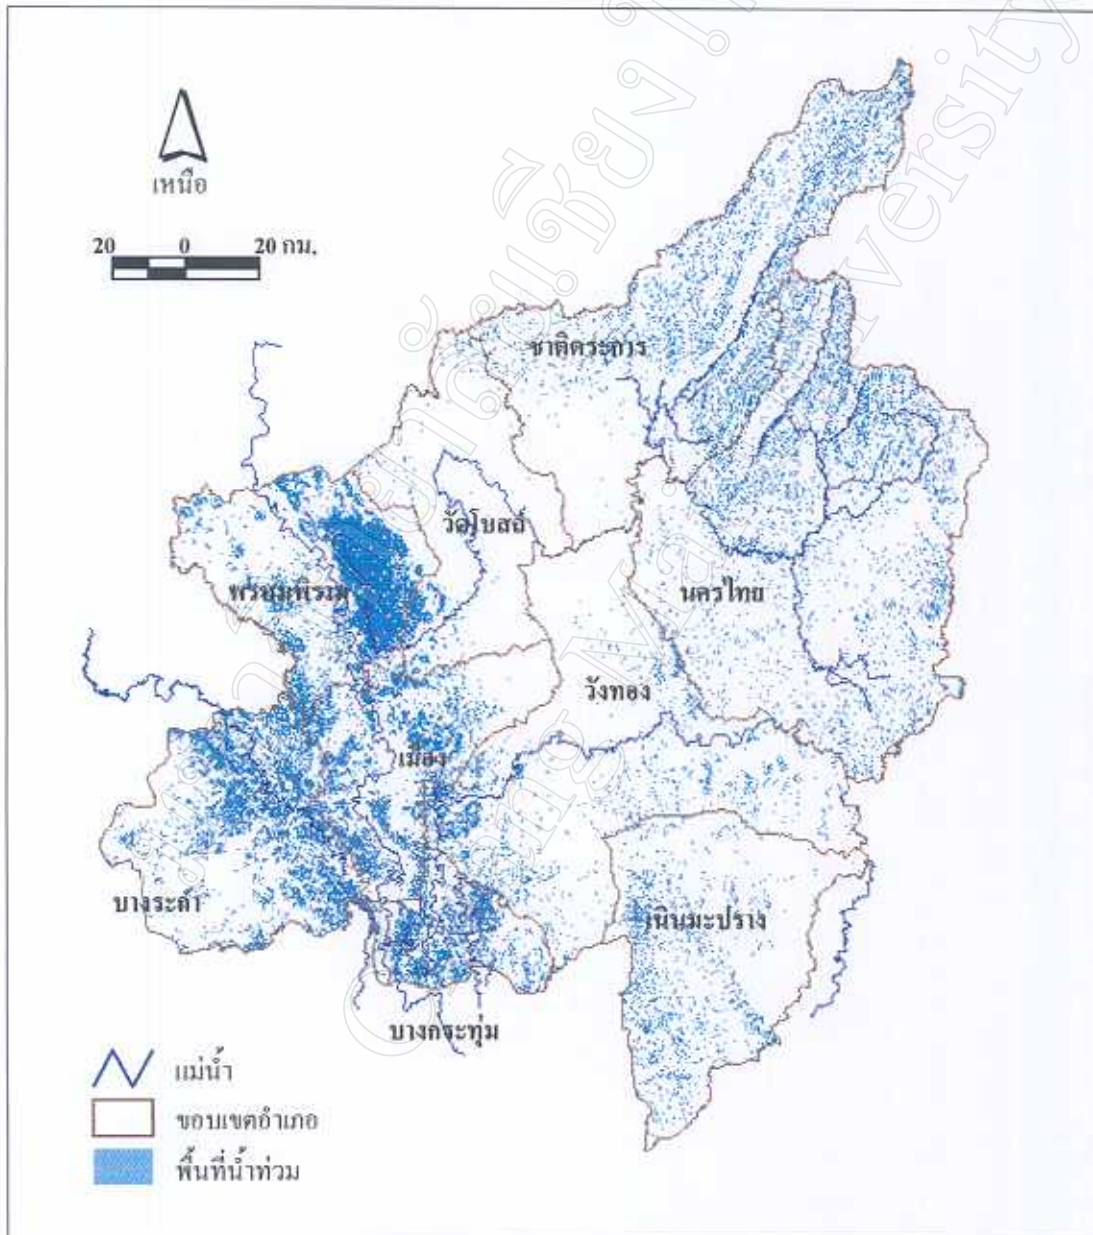 เหนือ
20 0 20 กม.
ชาติตระการ
วัดโบสถ์
พรหมพิราม
นครไทย
วังทอง
เมือง
บางระกำ
เนินมะปราง
บางกระทุ่ม
แม่น้ำ
ขอบเขตอำเภอ
พื้นที่น้ำท่วม